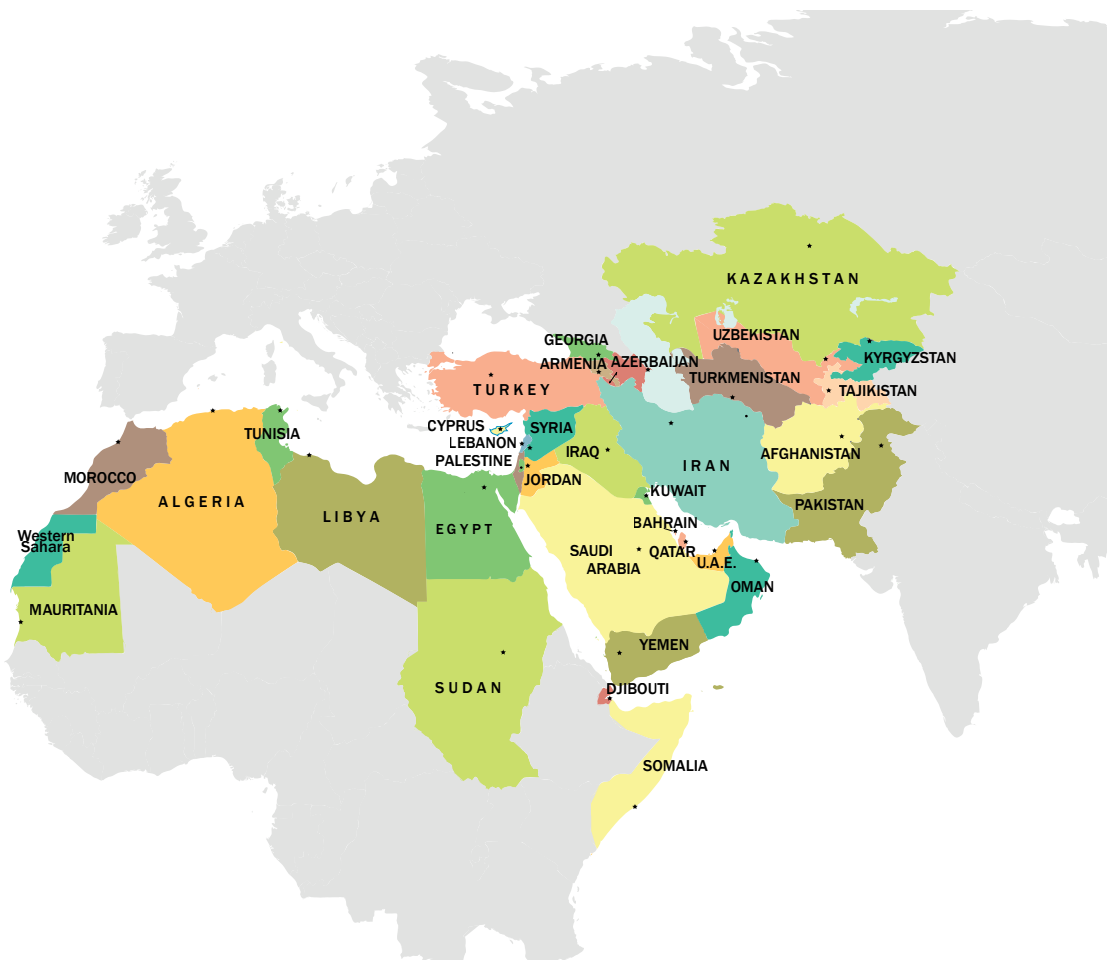 KAZAKHSTAN
UZBEKISTAN
GEORGIA
KYRGYZSTAN
ARMENIA
AZERBAIJAN
TURKMENISTAN
TURKEY
TAJIKISTAN
CYPRUS
SYRIA
TUNISIA
LEBANON
IRAQ
AFGHANISTAN
PALESTINE
IRAN
MOROCCO
JORDAN
KUWAIT
ALGERIA
PAKISTAN
LIBYA
BAHRAIN
EGYPT
Western
Sahara
SAUDI
ARABIA
QATAR
U.A.E.
OMAN
MAURITANIA
YEMEN
SUDAN
DJIBOUTI
SOMALIA